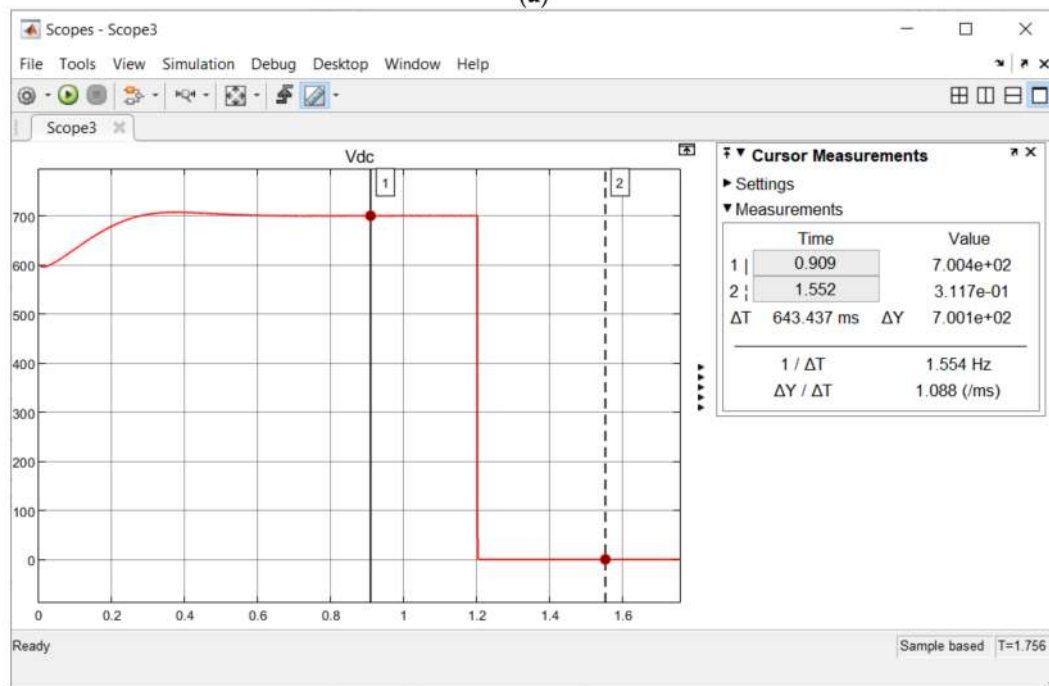 (a)
Scopes - Scope3
File Tools View Simulation Debug Desktop Window Help
Scope3
Vdc
1
2
700
600
500
400
300
200
100
0
0 0.2 0.4 0.6 0.8 1 1.2 1.4 1.6
Cursor Measurements
Settings
Measurements
Time Value
1 | 0.909 7.004e+02
2 ¦ 1.552 3.117e-01
ΔT 643.437 ms ΔY 7.001e+02
1 / ΔT 1.554 Hz
ΔY / ΔT 1.088 (/ms)
Ready Sample based T=1.756